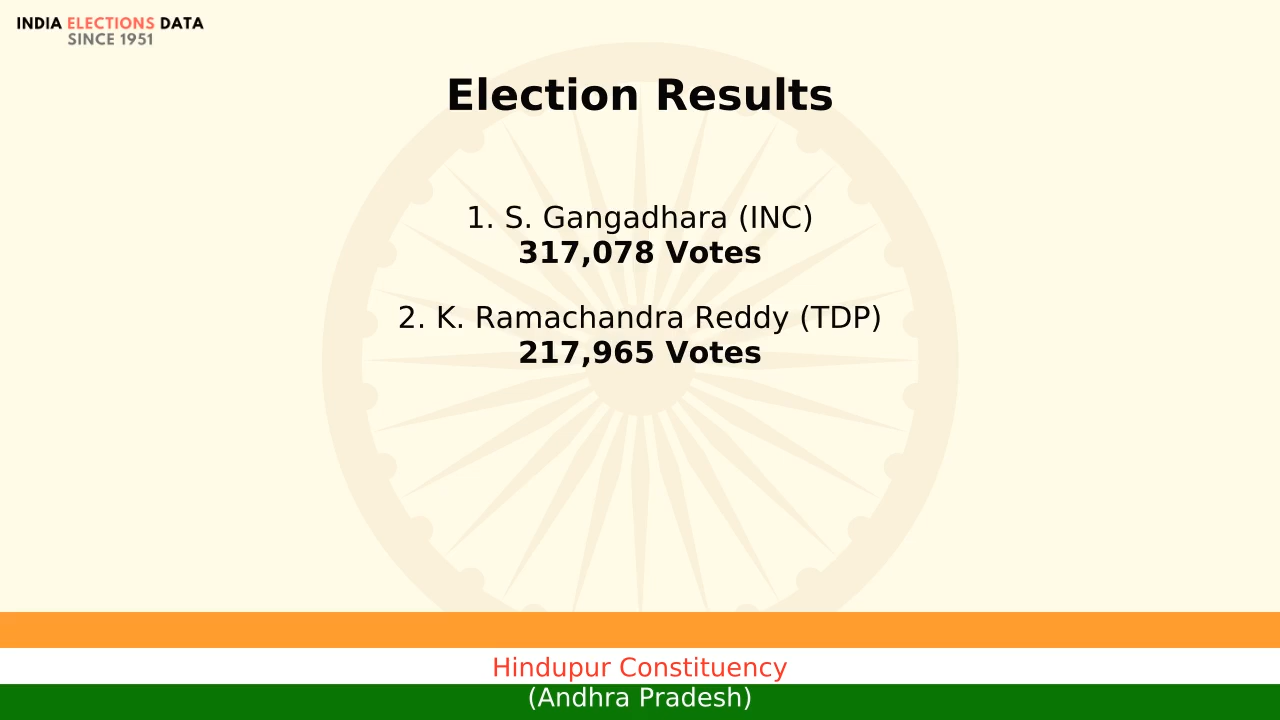 INDIA ELECTIONS DATA
SINCE 1951
Election Results
1. S. Gangadhara (INC)
317,078 Votes
2. K. Ramachandra Reddy (TDP)
217,965 Votes
Hindupur Constituency
(Andhra Pradesh)